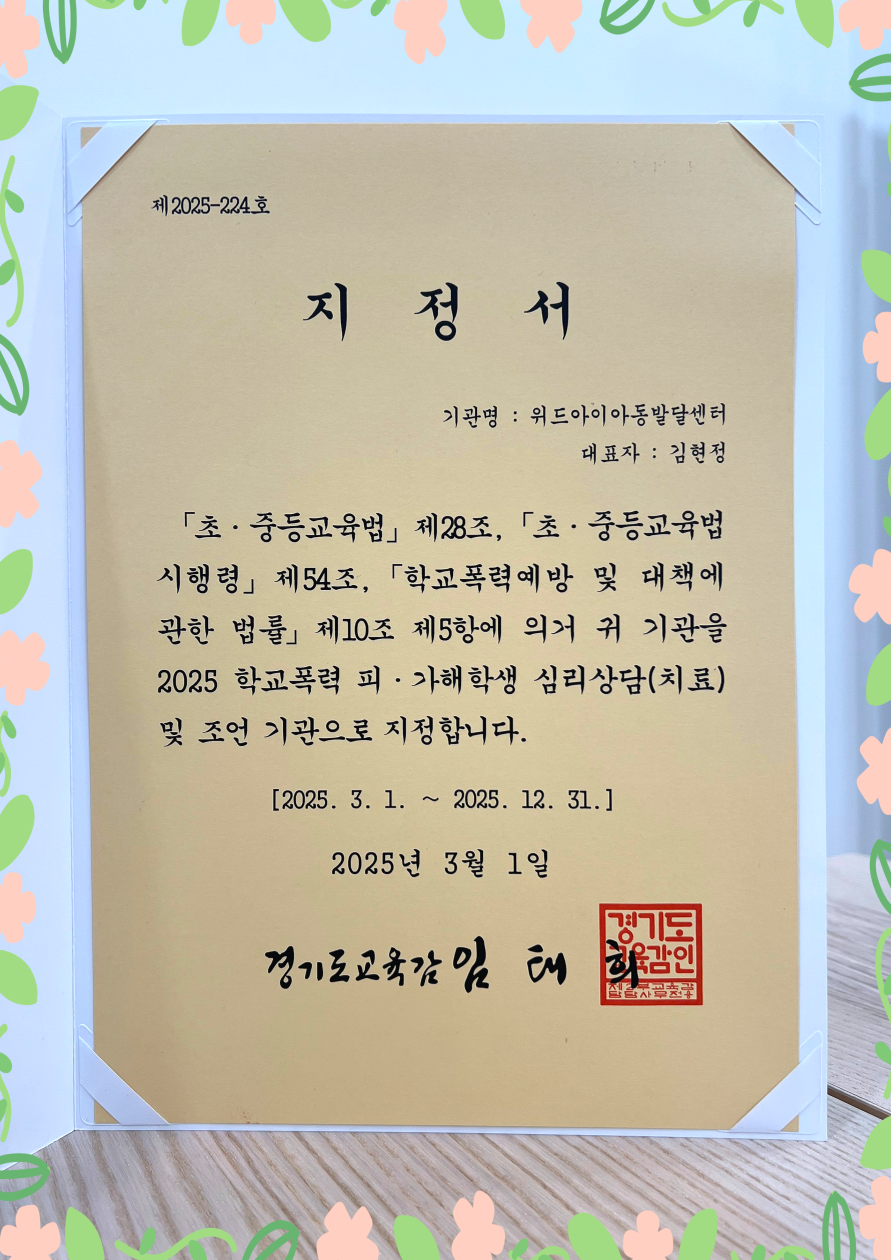 제2025-224호
지 정 서
기관명 : 위드아이아동발달센터
대표자 : 김현정
「초·중등교육법」 제28조, 「초·중등교육법
시행령」 제54조, 「학교폭력예방 및 대책에
관한 법률」 제10조 제5항에 의거 귀 기관을
2025 학교폭력 피·가해학생 심리상담(치료)
및 조언 기관으로 지정합니다.
[2025. 3. 1. ~ 2025. 12. 31.]
2025년 3월 1일
경기도교육감 임 태 희
경기도
교육감인